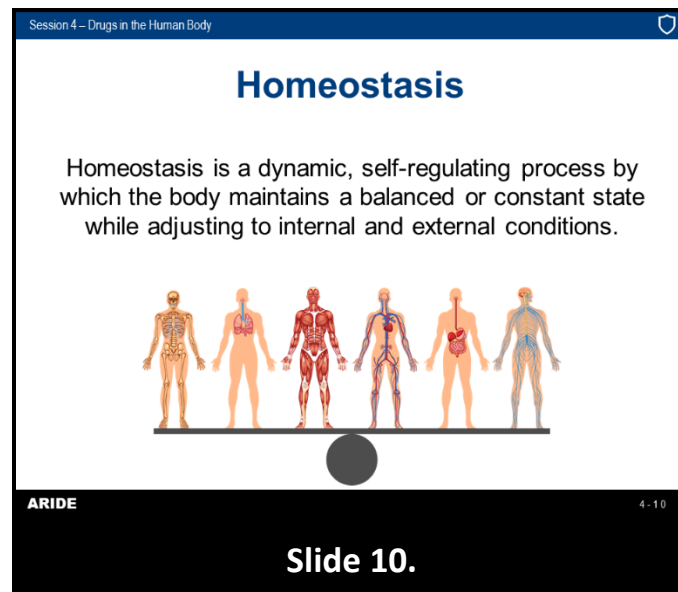 Session 4 – Drugs in the Human Body
Homeostasis
Homeostasis is a dynamic, self-regulating process by
which the body maintains a balanced or constant state
while adjusting to internal and external conditions.
ARIDE
4-10
Slide 10.